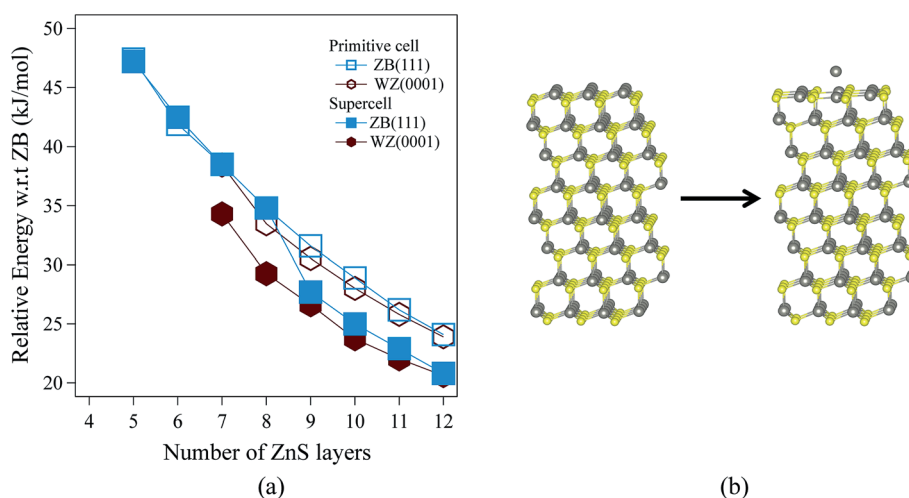 (a)
Relative Energy w.r.t ZB (kJ/mol)
50
45
40
35
30
25
20
Primitive cell
ZB(111)
WZ(0001)
Supercell
ZB(111)
WZ(0001)
4 5 6 7 8 9 10 11 12
Number of ZnS layers
(a)
(b)
(b)